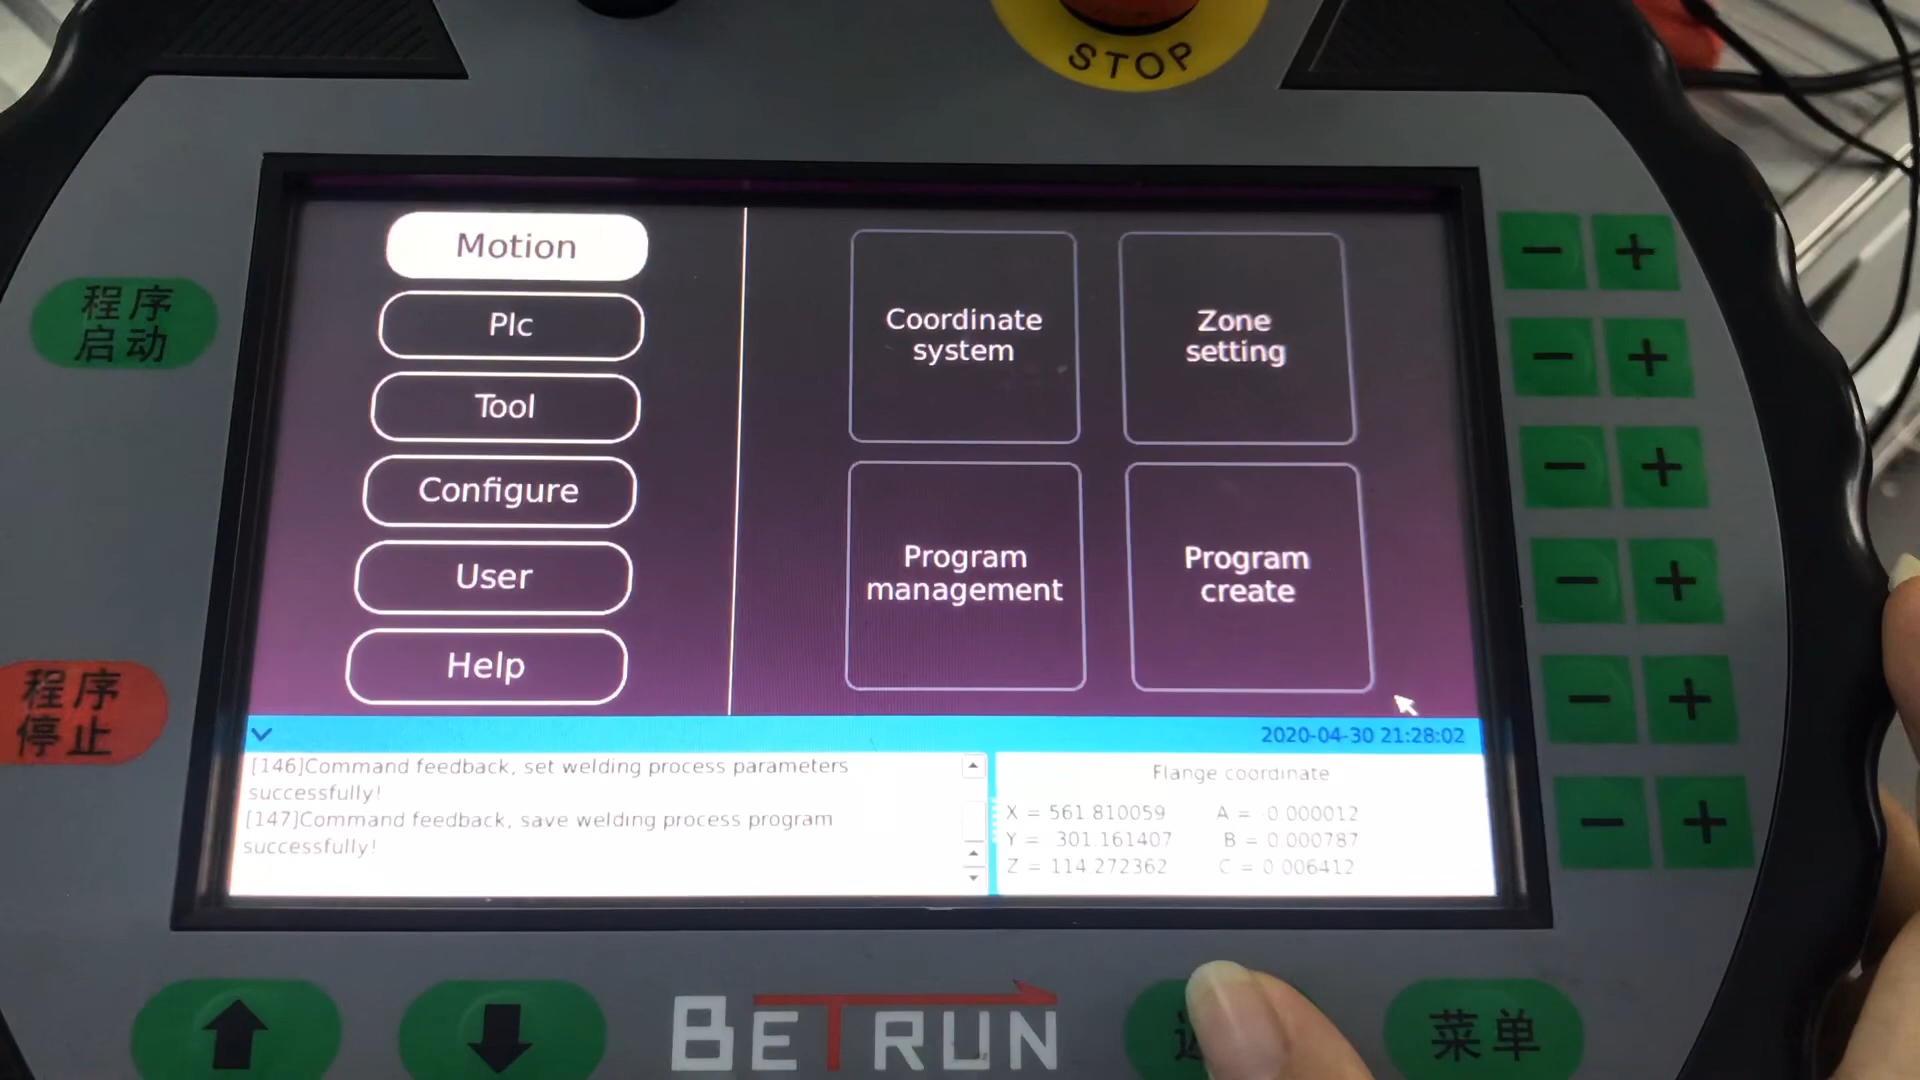 STOP
程序
启动
Motion
Plc
Tool
Configure
User
Help
Coordinate
system
Zone
setting
Program
management
Program
create
程序
停止
2020-04-30 21:28:02
[146]Command feedback, set welding process parameters
successfully!
[147]Command feedback, save welding process program
successfully!
Flange coordinate
X = 561.810059 A = 0.000012
Y = 301.161407 B = 0.000787
Z = 114.272362 C = 0.006412
− +
− +
− +
− +
− +
− +
BETRUN
菜单